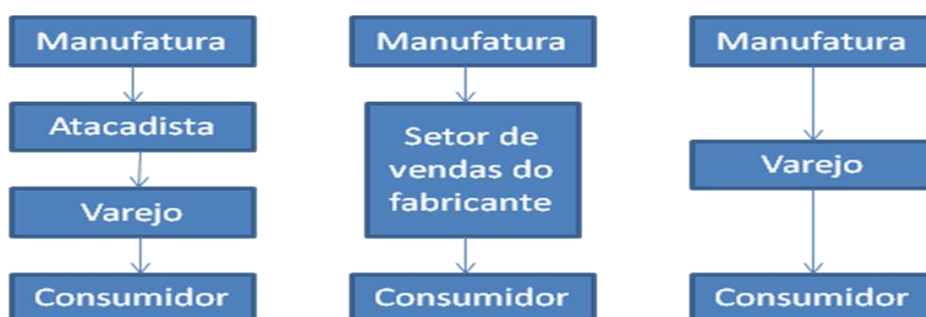 Manufatura
Atacadista
Varejo
Consumidor
Manufatura
Setor de
vendas do
fabricante
Consumidor
Manufatura
Varejo
Consumidor